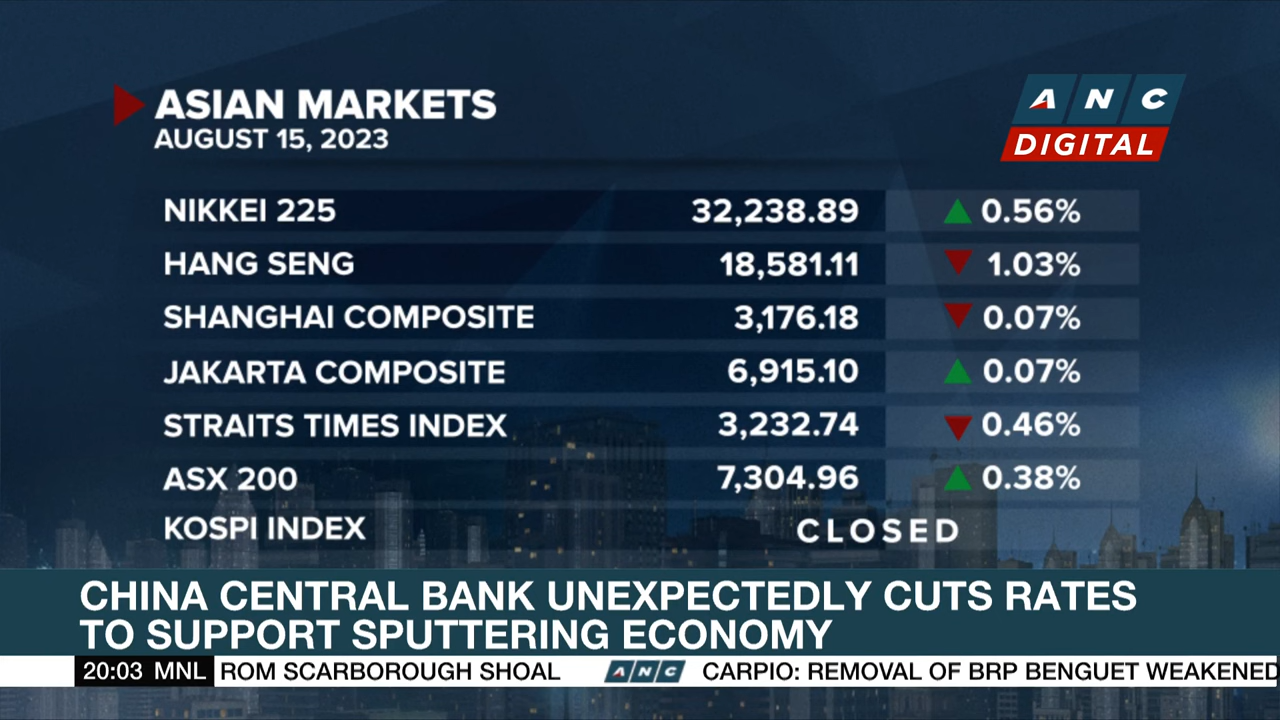 ASIAN MARKETS
AUGUST 15, 2023
ANC
DIGITAL
NIKKEI 225 32,238.89 0.56%
HANG SENG 18,581.11 1.03%
SHANGHAI COMPOSITE 3,176.18 0.07%
JAKARTA COMPOSITE 6,915.10 0.07%
STRAITS TIMES INDEX 3,232.74 0.46%
ASX 200 7,304.96 0.38%
KOSPI INDEX CLOSED
CHINA CENTRAL BANK UNEXPECTEDLY CUTS RATES
TO SUPPORT SPUTTERING ECONOMY
20:03 MNL ROM SCARBOROUGH SHOAL ANC CARPIO: REMOVAL OF BRP BENGUET WEAKENED